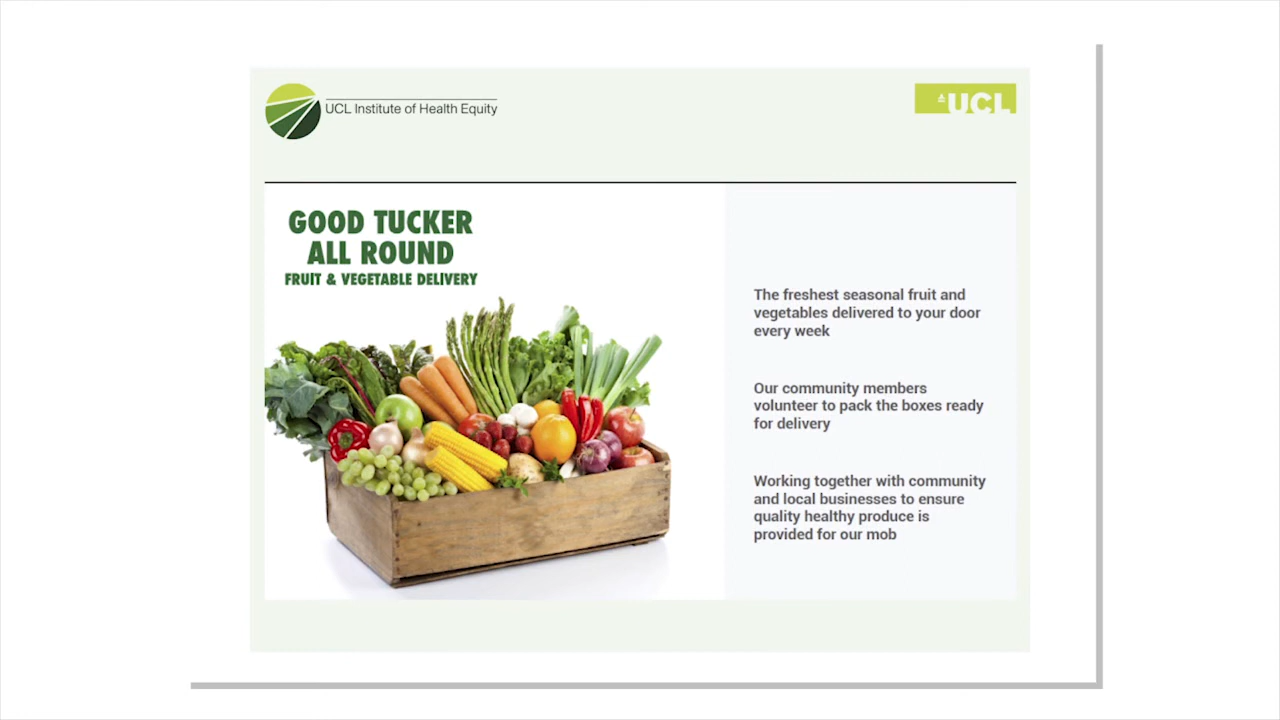 UCL Institute of Health Equity
UCL
GOOD TUCKER
ALL ROUND
FRUIT & VEGETABLE DELIVERY
The freshest seasonal fruit and
vegetables delivered to your door
every week
Our community members
volunteer to pack the boxes ready
for delivery
Working together with community
and local businesses to ensure
quality healthy produce is
provided for our mob